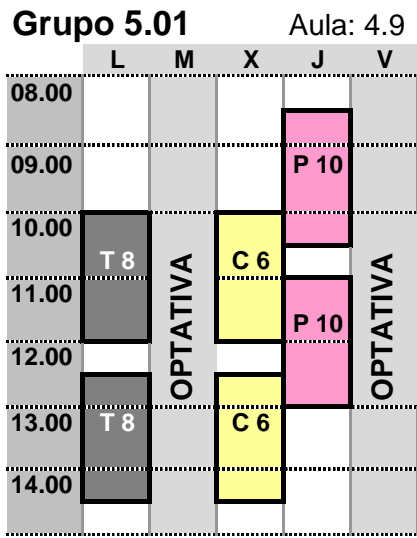 Grupo 5.01 Aula: 4.9
L M X J V
08.00
09.00 P 10
10.00
T 8 C 6
11.00
P 10
OPTATIVA
OPTATIVA
12.00
13.00 T 8 C 6
14.00